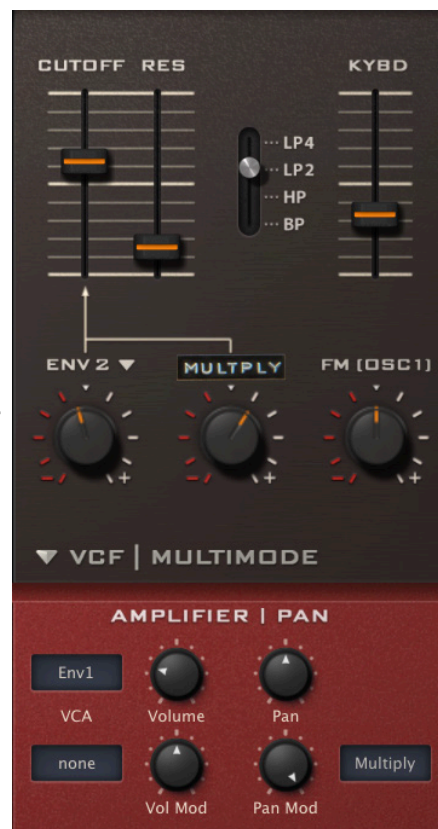 CUTOFF RES KYBD
LP4
LP2
HP
BP
ENV 2 MULTPLY FM (OSC1)
+ + +
VCF | MULTIMODE
AMPLIFIER | PAN
Env1
VCA Volume Pan
none Multiply
Vol Mod Pan Mod